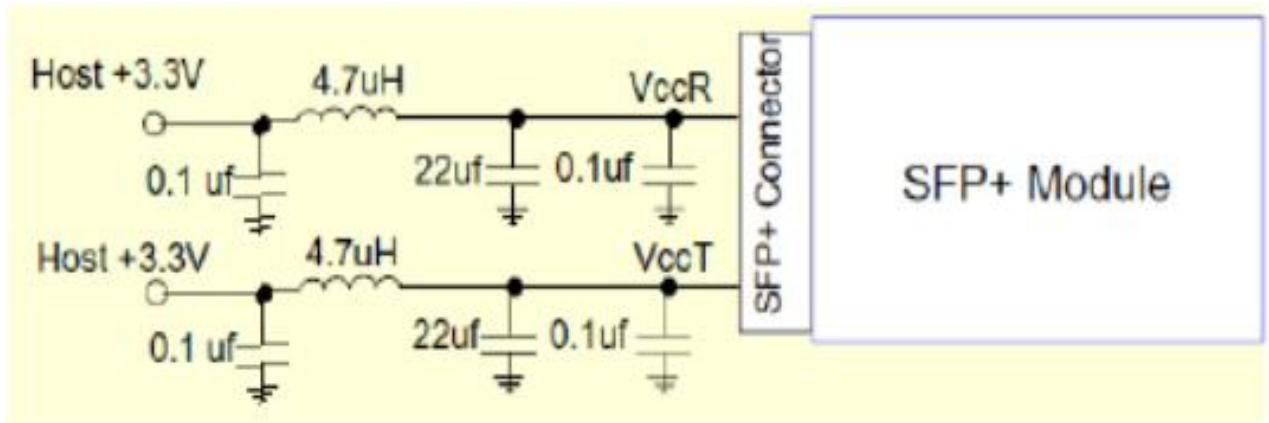 Host +3.3V
4.7uH
VccR
0.1 uf
22uf
0.1uf
Host +3.3V
4.7uH
VccT
0.1 uf
22uf
0.1uf
SFP+ Connector
SFP+ Module